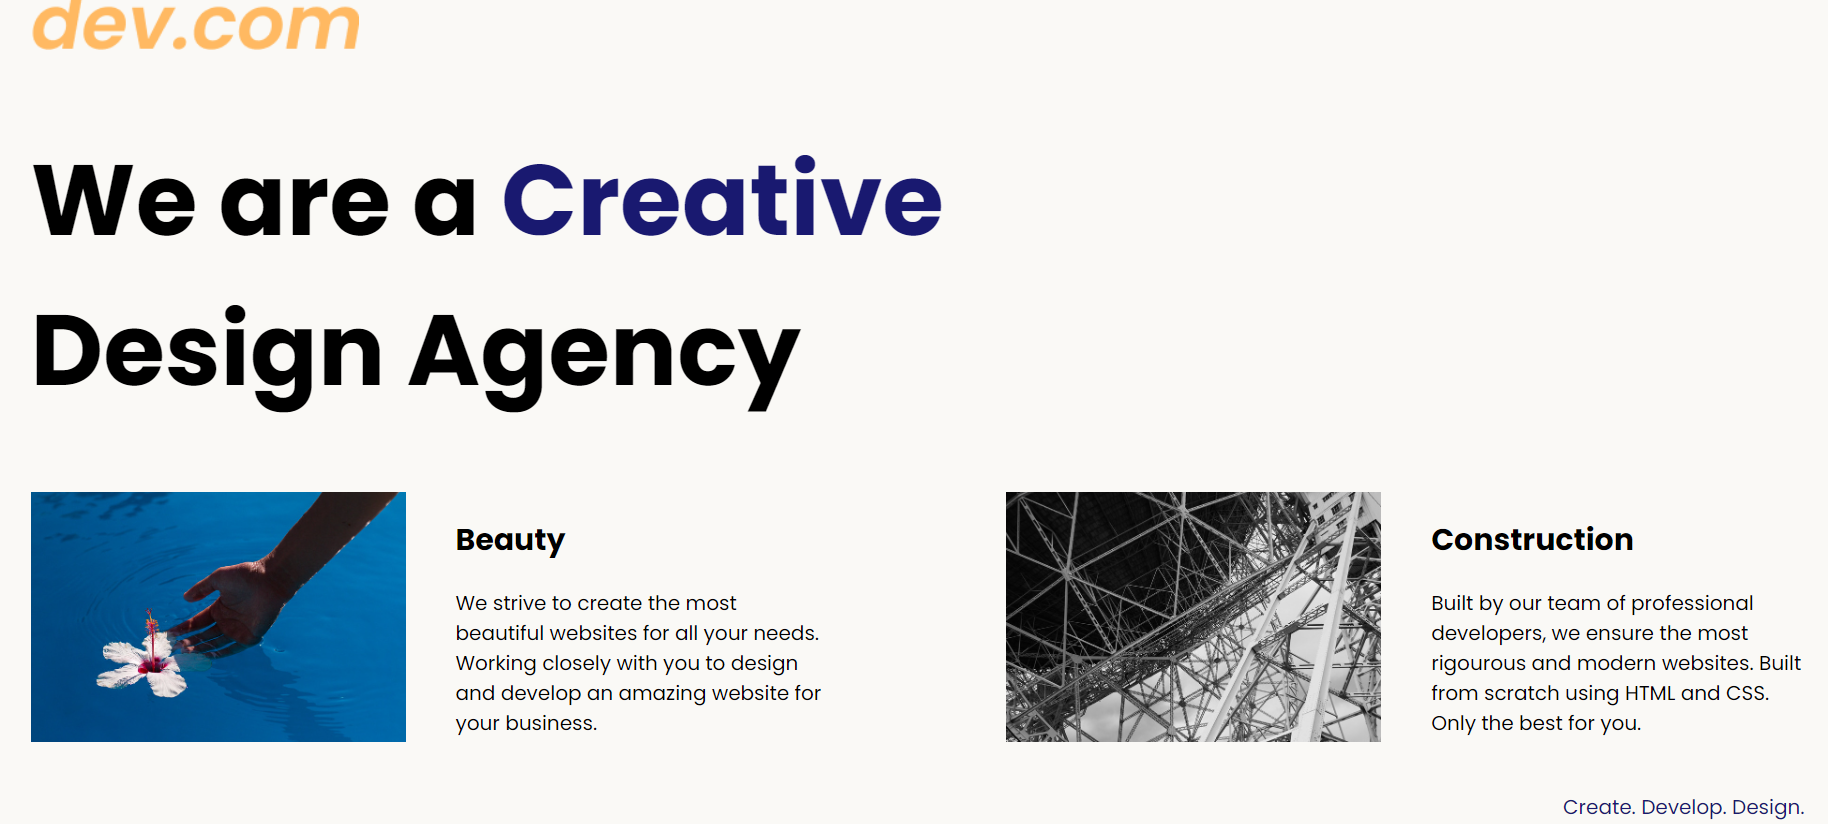 dev.com
We are a Creative
Design Agency
Beauty
We strive to create the most
beautiful websites for all your needs.
Working closely with you to design
and develop an amazing website for
your business.
Construction
Built by our team of professional
developers, we ensure the most
rigourous and modern websites. Built
from scratch using HTML and CSS.
Only the best for you.
Create. Develop. Design.